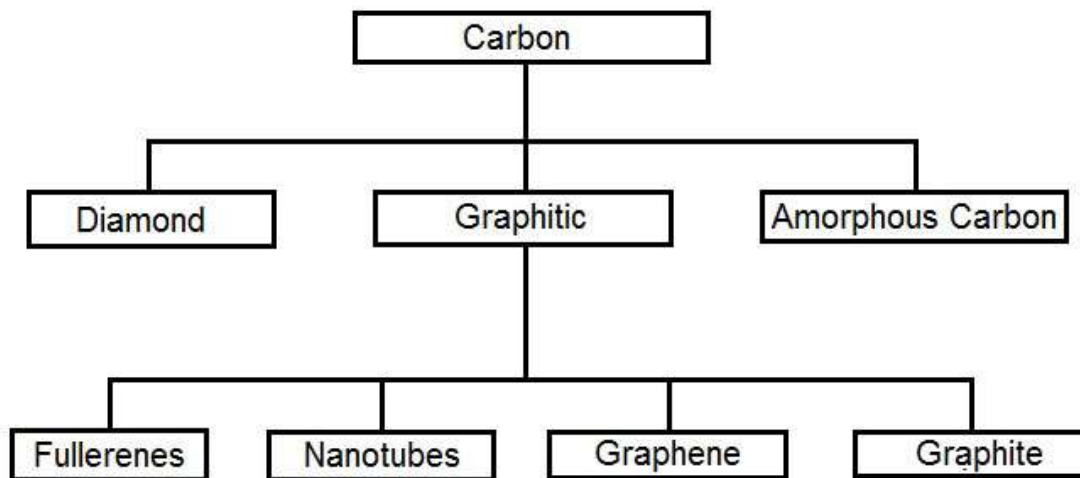 Carbon
Diamond
Graphitic
Amorphous Carbon
Fullerenes
Nanotubes
Graphene
Graphite